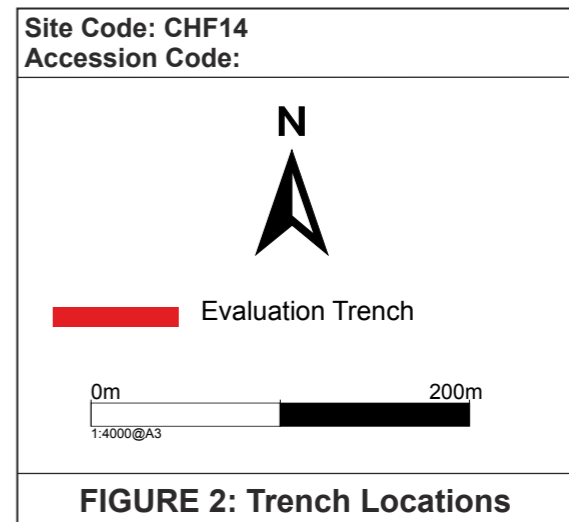 Site Code: CHF14
Accession Code:
N
Evaluation Trench
0m 200m
1:4000@A3
FIGURE 2: Trench Locations